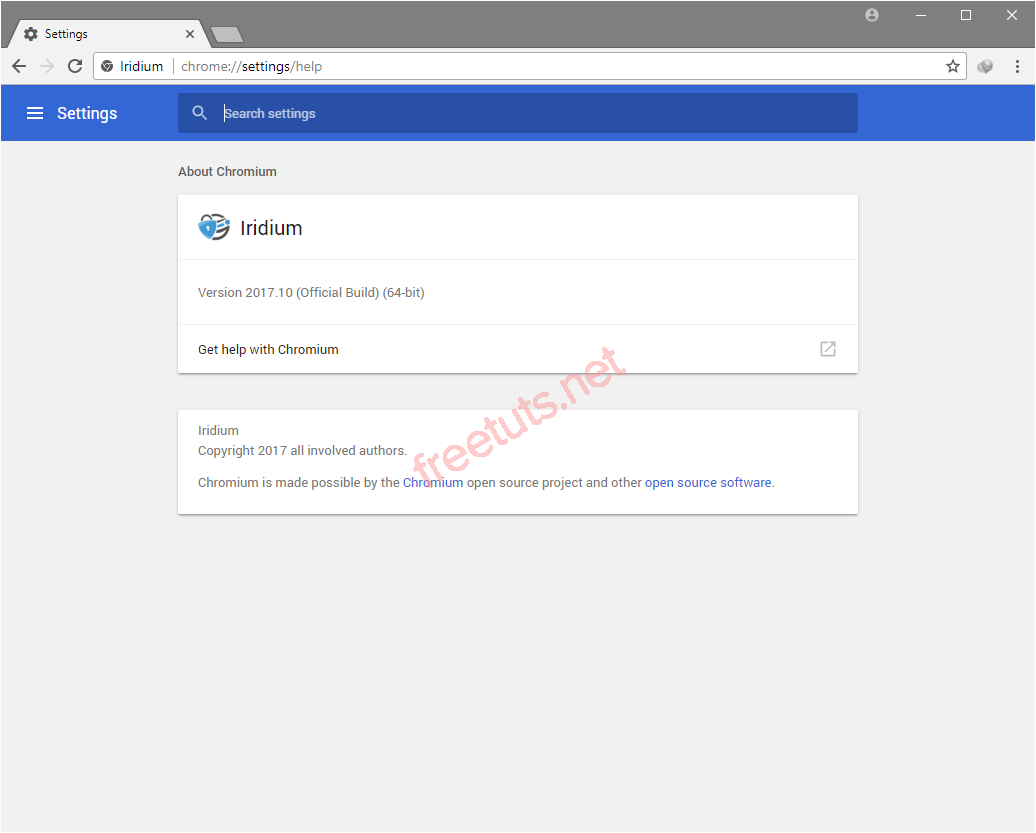 Settings
Iridium chrome://settings/help
Settings
Search settings
About Chromium
Iridium
Version 2017.10 (Official Build) (64-bit)
Get help with Chromium
freetuts.net
Iridium
Copyright 2017 all involved authors.
Chromium is made possible by the Chromium open source project and other open source software.